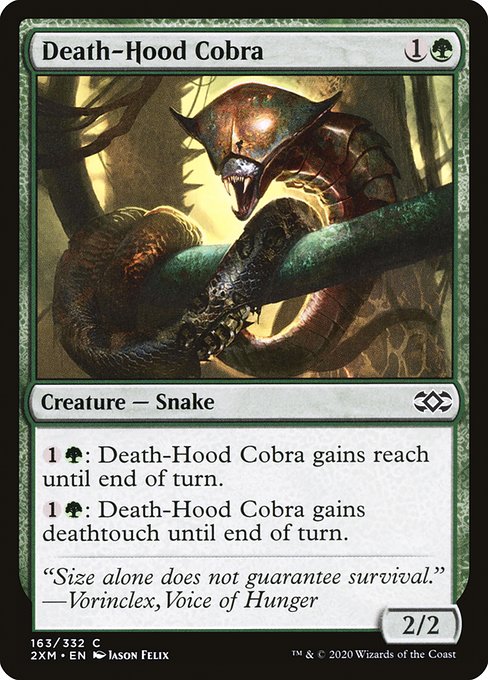 Death-Hood Cobra 1
Creature — Snake
1 : Death-Hood Cobra gains reach
until end of turn.
1 : Death-Hood Cobra gains
deathtouch until end of turn.
“Size alone does not guarantee survival.”
—Vorinclex, Voice of Hunger
2/2
163/332 C
2XM • EN Jason Felix
™ & © 2020 Wizards of the Coast